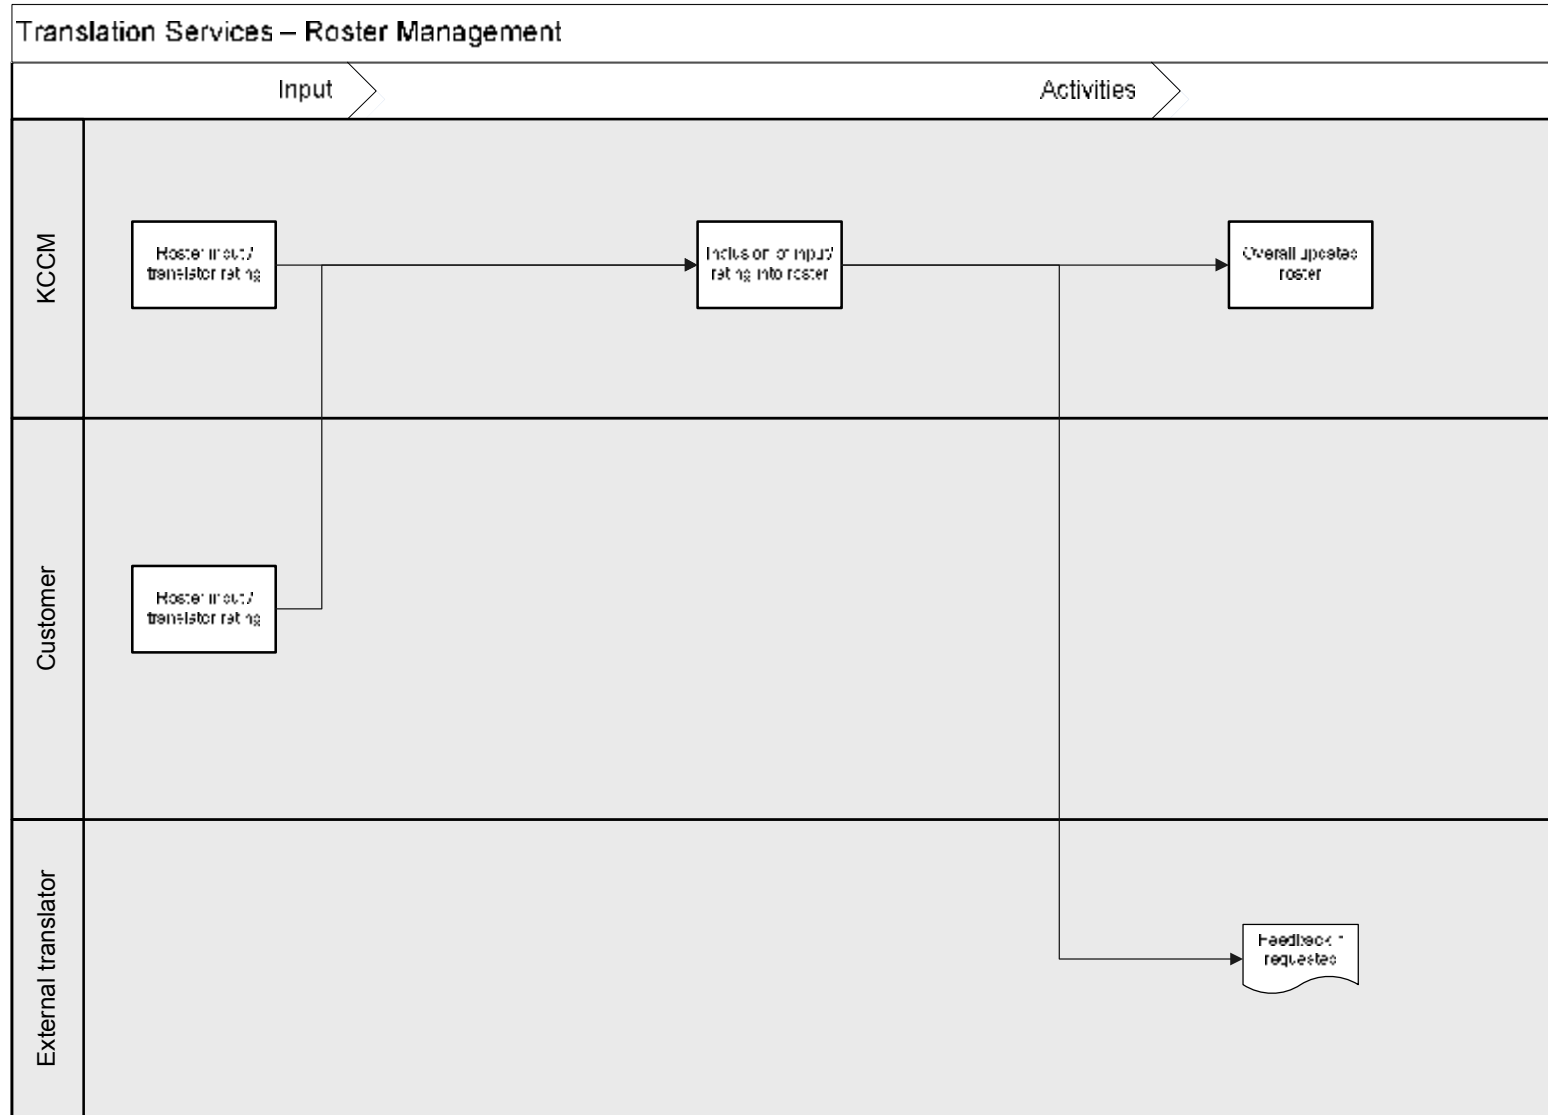 Translation Services – Roster Management
Input
Activities
KCCM
Roster input/
translator rating
Inclusion of input/
rating into roster
Overall updated
roster
Customer
Roster input/
translator rating
External translator
Feedback if
requested